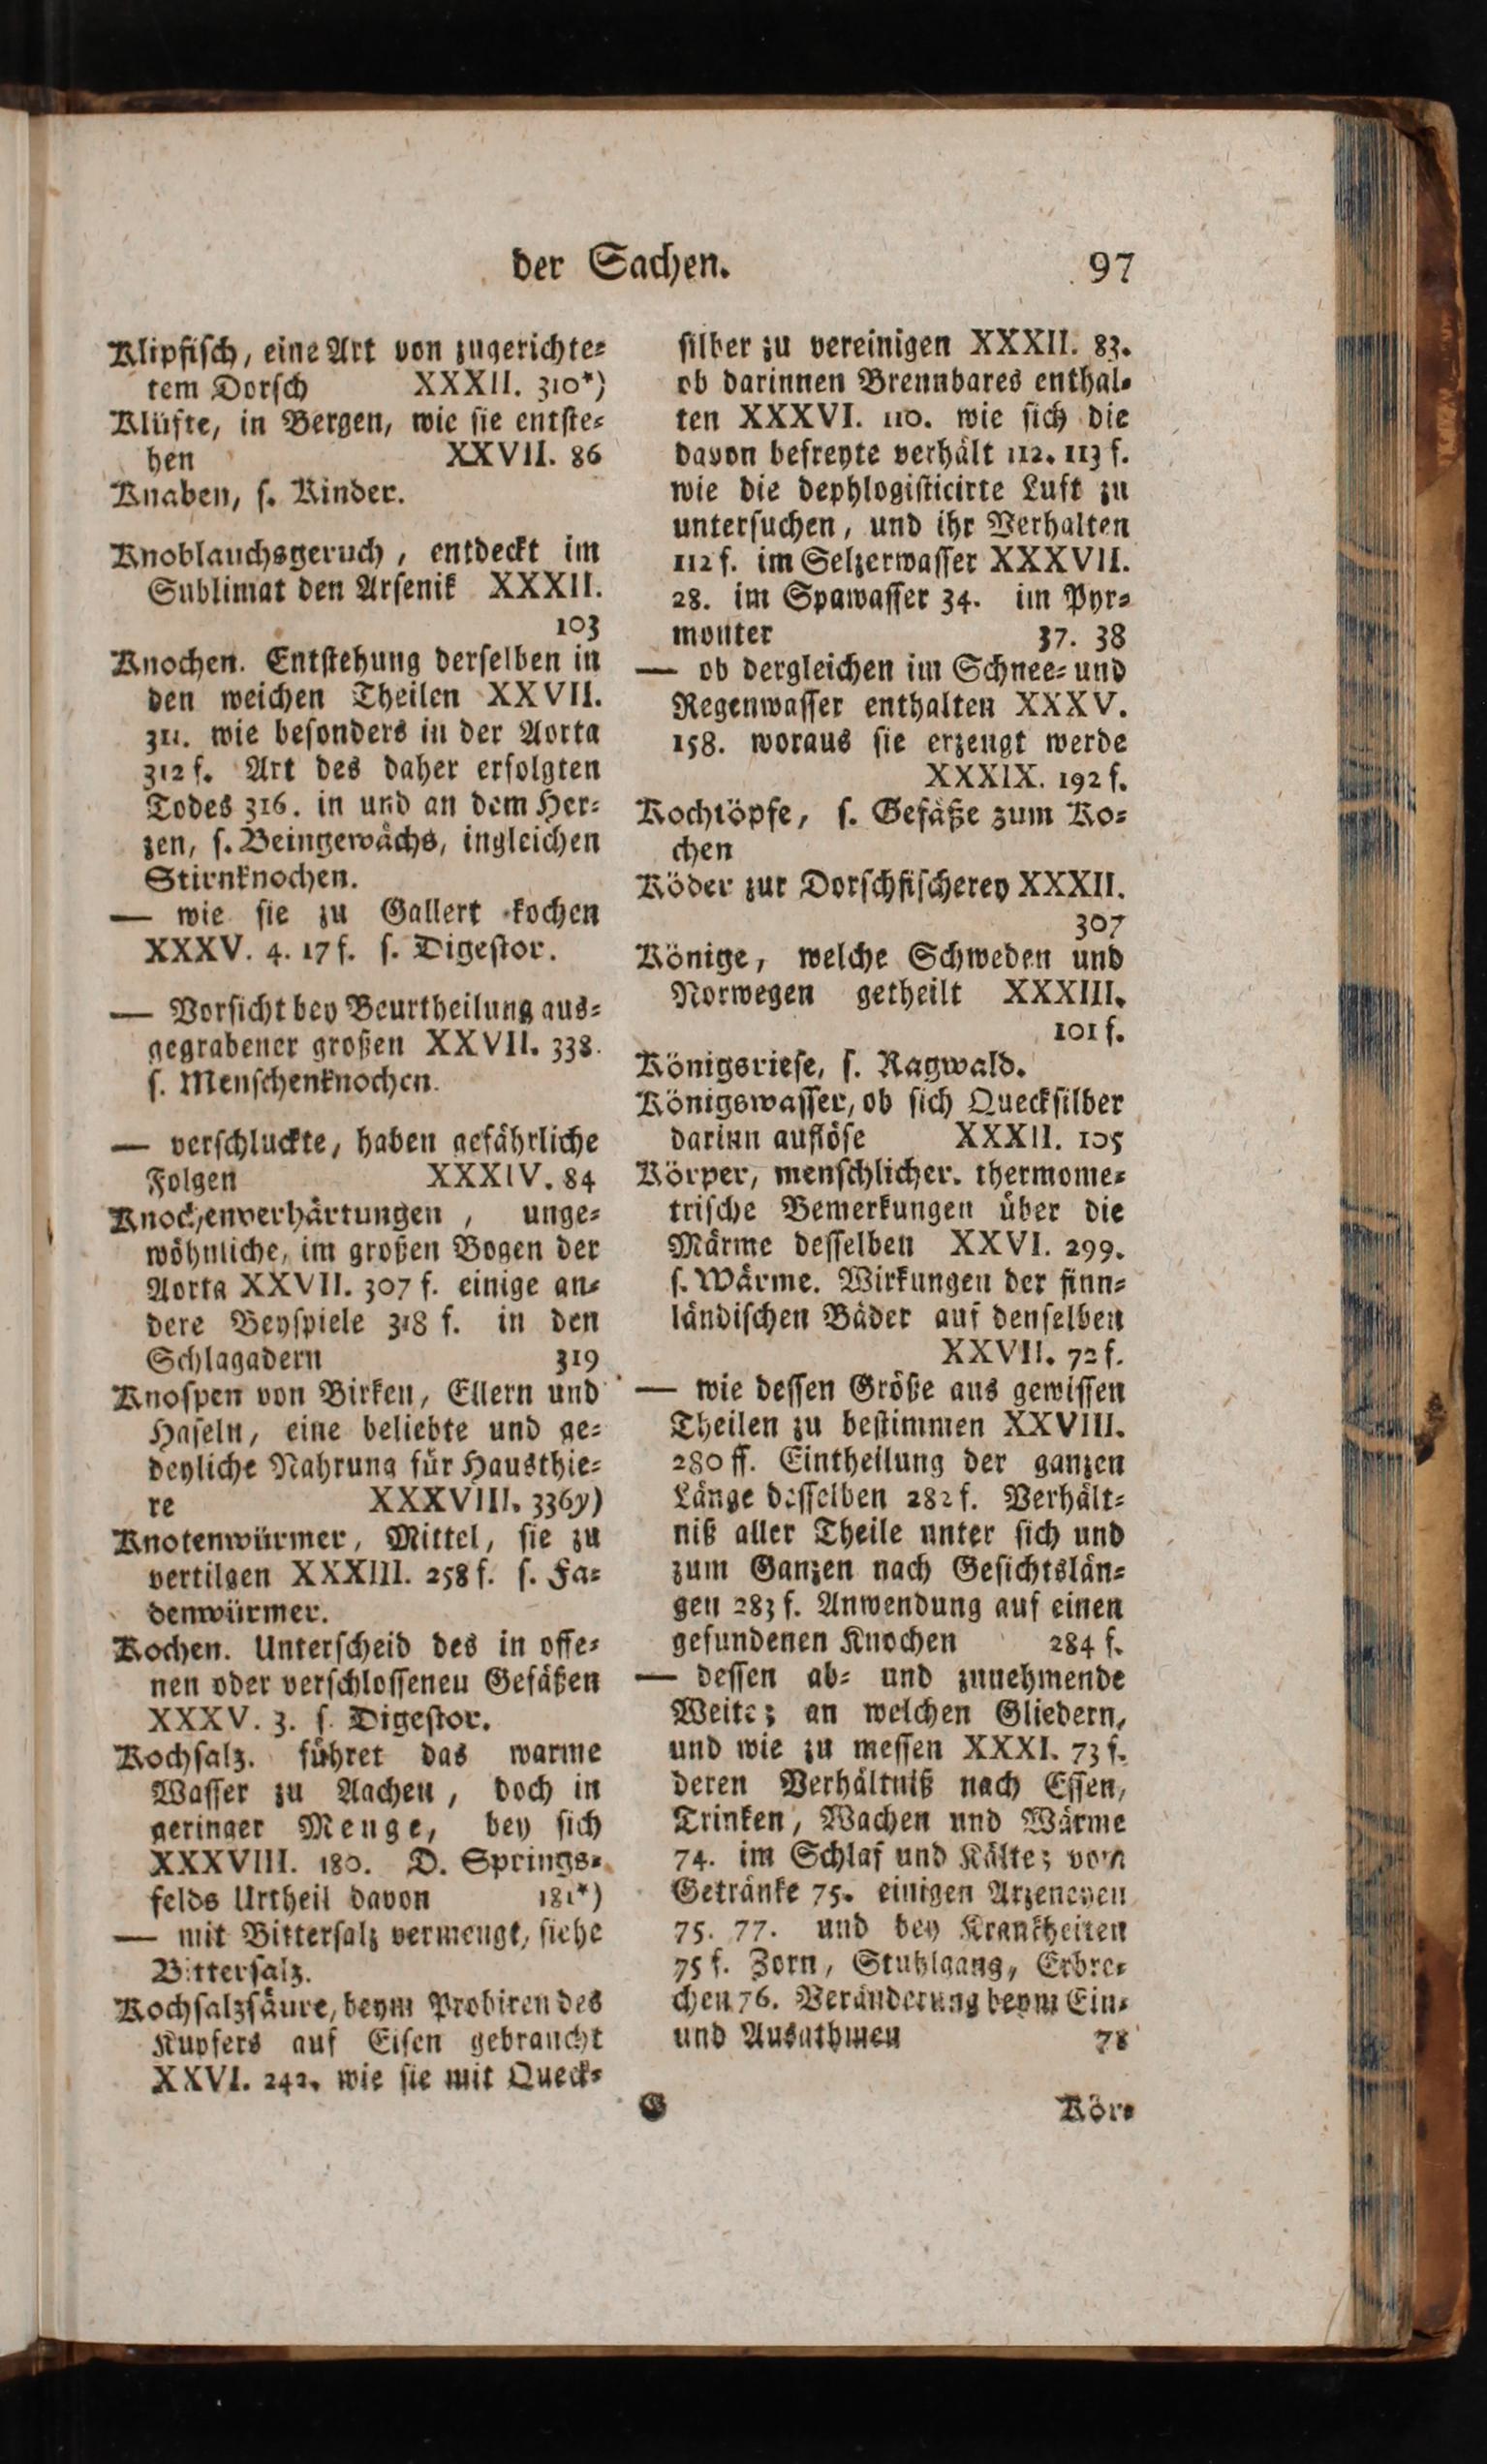 der Sachen. 97
Klipfiſch, eine Art von zugerichte⸗
tem Dorſch XXXII. 310*)
Klüfte, in Bergen, wie ſie entſte⸗
hen XXVII. 86
Knaben, ſ. Kinder.
Knoblauchsgeruch, entdeckt im
Sublimat den Arſenik XXXII.
103
Knochen. Entſtehung derſelben in
den weichen Theilen XXVII.
311. wie beſonders in der Aorta
312 f. Art des daher erfolgten
Todes 316. in und an dem Her⸗
zen, ſ. Beingewächs, ingleichen
Stirnknochen.
— wie ſie zu Gallert kochen
XXXV. 4. 17 f. ſ. Digeſtor.
— Vorſicht bey Beurtheilung aus⸗
gegrabener großen XXVII. 338.
ſ. Menſchenknochen.
— verſchluckte, haben gefährliche
Folgen XXXIV. 84
Knochenverhärtungen, unge⸗
wöhnliche, im großen Bogen der
Aorta XXVII. 307 f. einige an⸗
dere Beyſpiele 318 f. in den
Schlagadern 319
Knoſpen von Birken, Ellern und
Haſeln, eine beliebte und ge⸗
deyliche Nahrung für Hausthie⸗
re XXXVIII. 336y)
Knotenwürmer, Mittel, ſie zu
vertilgen XXXIII. 258 f. ſ. Fa⸗
denwürmer.
Kochen. Unterſcheid des in offe⸗
nen oder verſchloſſenen Gefäßen
XXXV. 3. ſ. Digeſtor.
Kochſalz. führet das warme
Waſſer zu Aachen, doch in
geringer Menge, bey ſich
XXXVIII. 180. D. Springs⸗
felds Urtheil davon 181*)
— mit Bitterſalz vermengt, ſiehe
Bitterſalz.
Kochſalzſäure, beym Probiren des
Kupfers auf Eiſen gebraucht
XXVI. 242. wie ſie mit Queck⸗
ſilber zu vereinigen XXXII. 83.
ob darinnen Brennbares enthal⸗
ten XXXVI. 110. wie ſich die
davon befreyte verhält 112. 113 f.
wie die dephlogiſticirte Luft zu
unterſuchen, und ihr Verhalten
112 f. im Selzerwaſſer XXXVII.
28. im Spawaſſer 34. im Pyr⸗
monter 37. 38
— ob dergleichen im Schnee⸗ und
Regenwaſſer enthalten XXXV.
158. woraus ſie erzeugt werde
XXXIX. 192 f.
Kochtöpfe, ſ. Gefäße zum Ko⸗
chen
Köder zur Dorſchfiſcherey XXXII.
307
Könige, welche Schweden und
Norwegen getheilt XXXIII.
101 f.
Königsrieſe, ſ. Ragwald.
Königswaſſer, ob ſich Queckſilber
darinn auflöſe XXXII. 105
Körper, menſchlicher. thermome⸗
triſche Bemerkungen über die
Märme deſſelben XXVI. 299.
ſ. Wärme. Wirkungen der finn⸗
ländiſchen Bäder auf denſelben
XXVII. 72 f.
— wie deſſen Größe aus gewiſſen
Theilen zu beſtimmen XXVIII.
280 ff. Eintheilung der ganzen
Länge deſſelben 282 f. Verhält⸗
niß aller Theile unter ſich und
zum Ganzen nach Geſichtslän⸗
gen 283 f. Anwendung auf einen
gefundenen Knochen 284 f.
— deſſen ab⸗ und zunehmende
Weite; an welchen Gliedern,
und wie zu meſſen XXXI. 73 f.
deren Verhältniß nach Eſſen,
Trinken, Wachen und Wärme
74. im Schlaf und Kälte; vom
Getränke 75. einigen Arzeneyen
75. 77. und bey Krankheiten
75 f. Zorn, Stuhlgang, Erbre⸗
chen 76. Veränderung beym Ein⸗
und Ausathmen 78
G Kör⸗